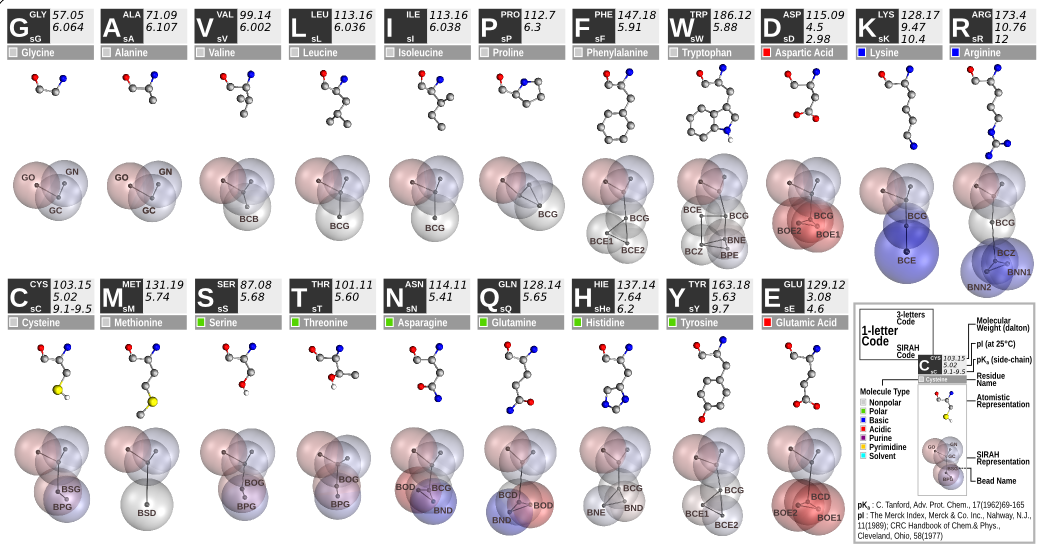 G GLY sG 57.05 6.064
Glycine
A ALA sA 71.09 6.107
Alanine
V VAL sV 99.14 6.002
Valine
L LEU sL 113.16 6.036
Leucine
I ILE sI 113.16 6.038
Isoleucine
P PRO sP 112.7 6.3
Proline
F PHE sF 147.18 5.91
Phenylalanine
W TRP sW 186.12 5.88
Tryptophan
D ASP sD 115.09 4.5 2.98
Aspartic Acid
K LYS sK 128.17 9.47 10.4
Lysine
R ARG sR 173.4 10.76 12
Arginine
GO GN GC
GO GN GC
BCB
BCG
BCG
BCG
BCG BCE1 BCE2
BCE BCG BCZ BNE BPE
BCG BOE2 BOE1
BCG BCE
BCG BCZ BNN1 BNN2
C CYS sC 103.15 5.02 9.1-9.5
Cysteine
M MET sM 131.19 5.74
Methionine
S SER sS 87.08 5.68
Serine
T THR sT 101.11 5.60
Threonine
N ASN sN 114.11 5.41
Asparagine
Q GLN sQ 128.14 5.65
Glutamine
H HIE sHe 137.14 7.64 6.2
Histidine
Y TYR sY 163.18 5.63 9.7
Tyrosine
E GLU sE 129.12 3.08 4.6
Glutamic Acid
BSG BPG
BSD
BOG BPG
BOG BPG
BOD BCG BND
BCD BOD BND
BCG BNE BND
BCG BCE1 BCE2
BCD BOE2 BOE1
3-letters
Code
1-letter
Code
SIRAH
Code
C CYS 103.15 5.02 9.1-9.5
Cysteine
Molecular
Weight (dalton)
pI (at 25°C)
pKa (side-chain)
Residue
Name
Molecule Type
Nonpolar
Polar
Basic
Acidic
Purine
Pyrimidine
Solvent
Atomistic
Representation
GO GN
GC
SIRAH
Representation
Bead Name
pKa : C. Tanford, Adv. Prot. Chem., 17(1962)69-165
pI : The Merck Index, Merck & Co. Inc., Nahway, N.J.,
11(1989); CRC Handbook of Chem.& Phys.,
Cleveland, Ohio, 58(1977)